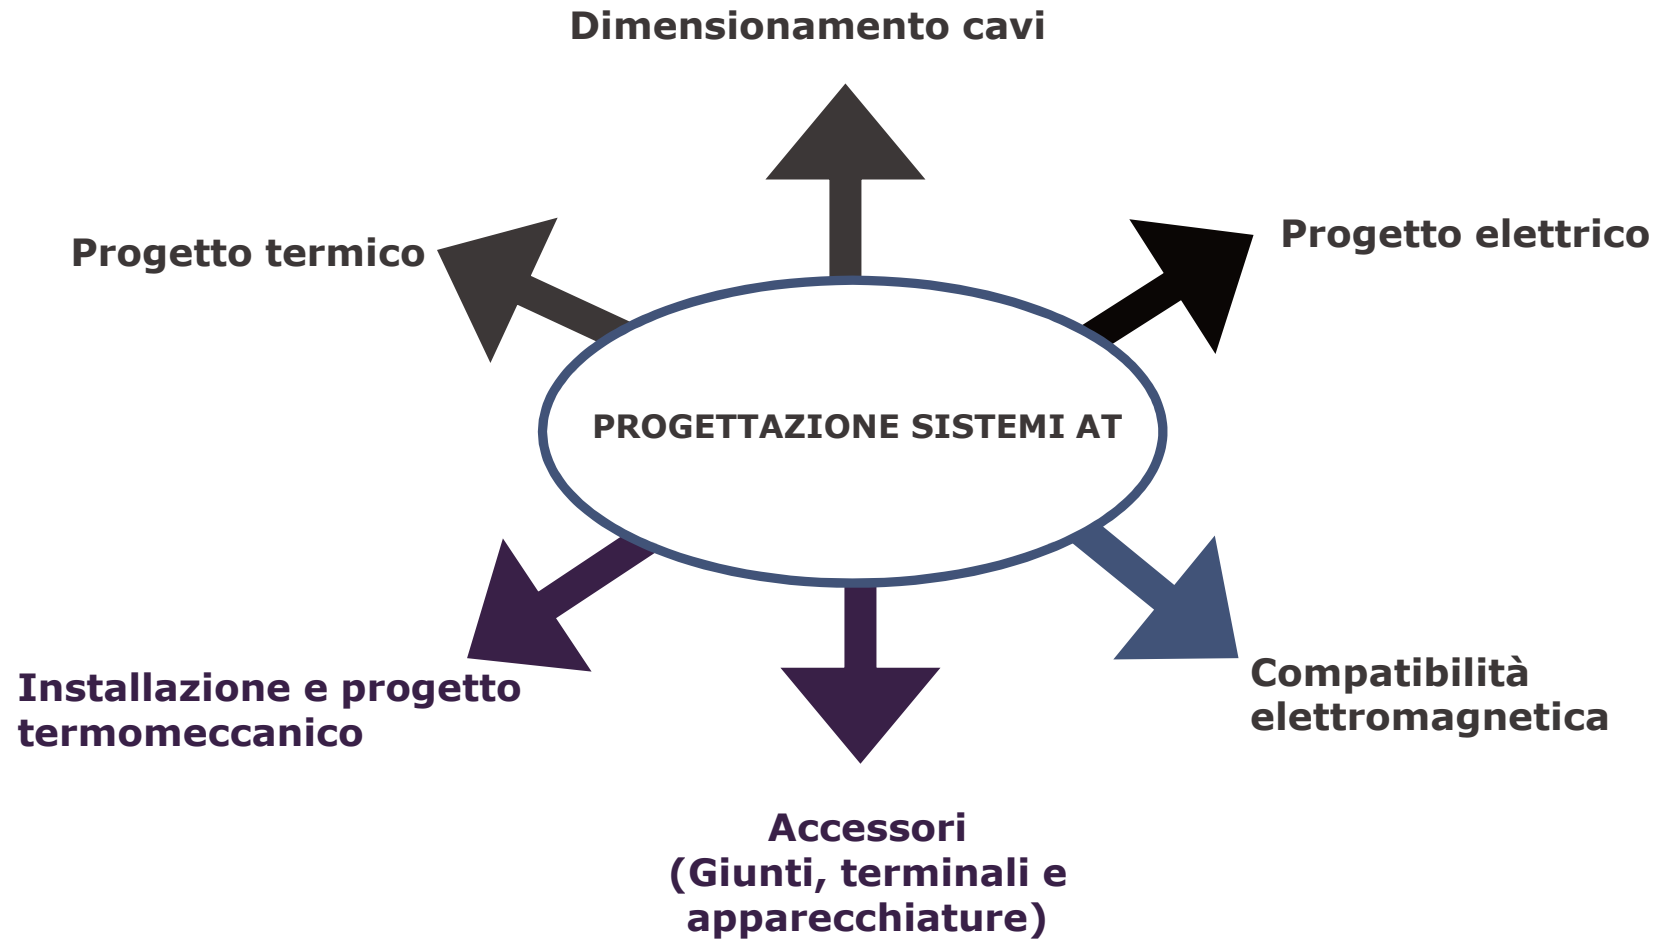 Dimensionamento cavi
Progetto elettrico
Progetto termico
PROGETTAZIONE SISTEMI AT
Compatibilità
elettromagnetica
Installazione e progetto
termomeccanico
Accessori
(Giunti, terminali e
apparecchiature)